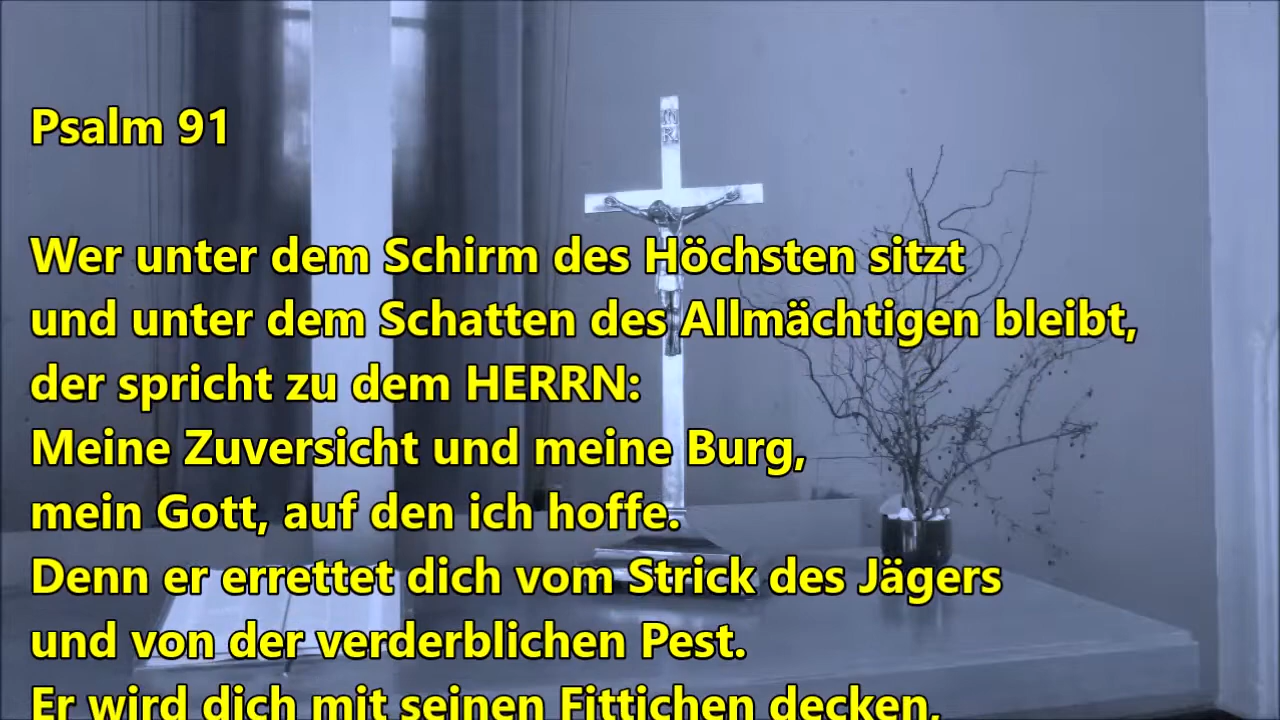 Psalm 91
INRI
Wer unter dem Schirm des Höchsten sitzt
und unter dem Schatten des Allmächtigen bleibt,
der spricht zu dem HERRN:
Meine Zuversicht und meine Burg,
mein Gott, auf den ich hoffe.
Denn er errettet dich vom Strick des Jägers
und von der verderblichen Pest.
Er wird dich mit seinen Fittichen decken,